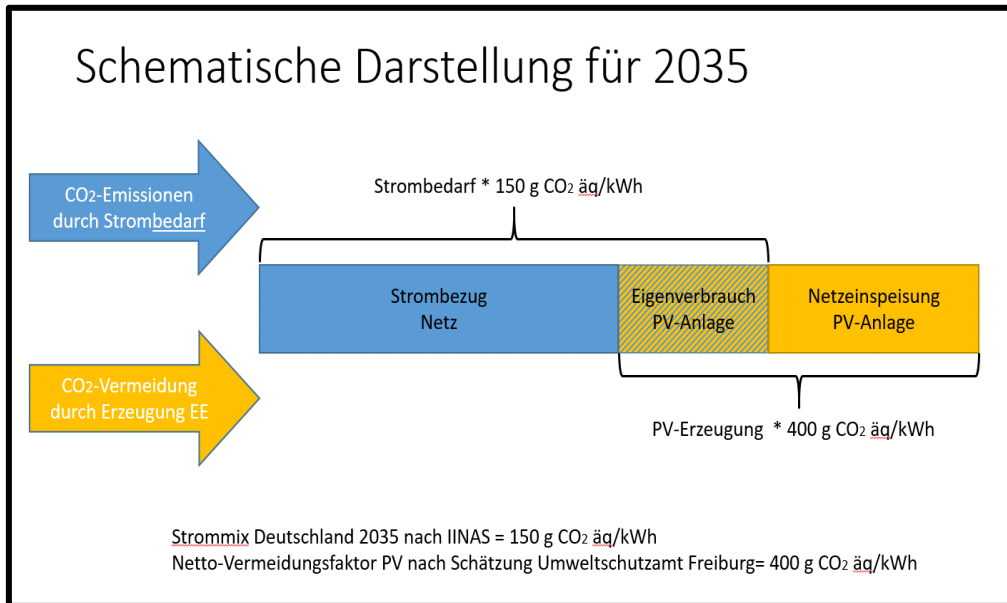 Schematische Darstellung für 2035
CO2-Emissionen
durch Strombedarf
Strombedarf * 150 g CO2 äq/kWh
Strombezug
Netz
Eigenverbrauch
PV-Anlage
Netzeinspeisung
PV-Anlage
CO2-Vermeidung
durch Erzeugung EE
PV-Erzeugung * 400 g CO2 äq/kWh
Strommix Deutschland 2035 nach IINAS = 150 g CO2 äq/kWh
Netto-Vermeidungsfaktor PV nach Schätzung Umweltschutzamt Freiburg= 400 g CO2 äq/kWh